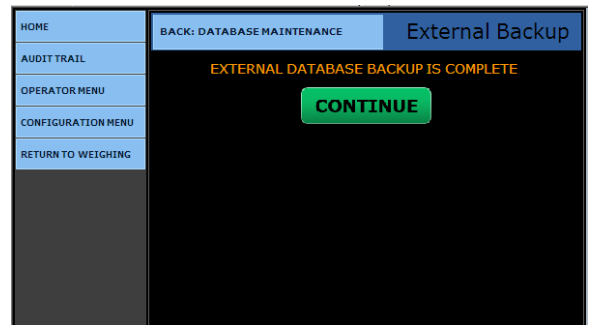 HOME
BACK: DATABASE MAINTENANCE
External Backup
AUDIT TRAIL
OPERATOR MENU
CONFIGURATION MENU
RETURN TO WEIGHING
EXTERNAL DATABASE BACKUP IS COMPLETE
CONTINUE